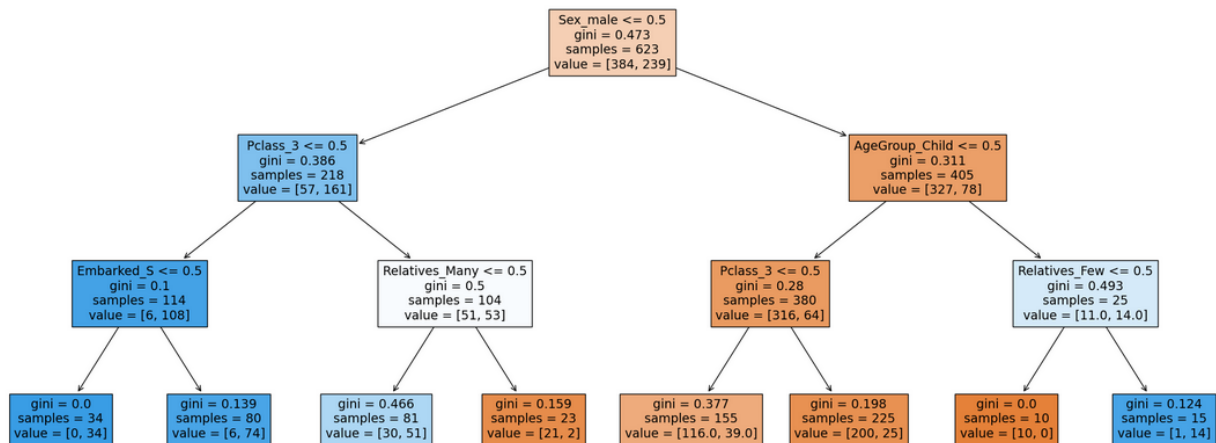 Sex_male <= 0.5
gini = 0.473
samples = 623
value = [384, 239]
Pclass_3 <= 0.5
gini = 0.386
samples = 218
value = [57, 161]
AgeGroup_Child <= 0.5
gini = 0.311
samples = 405
value = [327, 78]
Embarked_S <= 0.5
gini = 0.1
samples = 114
value = [6, 108]
Relatives_Many <= 0.5
gini = 0.5
samples = 104
value = [51, 53]
Pclass_3 <= 0.5
gini = 0.28
samples = 380
value = [316, 64]
Relatives_Few <= 0.5
gini = 0.493
samples = 25
value = [11.0, 14.0]
gini = 0.0
samples = 34
value = [0, 34]
gini = 0.139
samples = 80
value = [6, 74]
gini = 0.466
samples = 81
value = [30, 51]
gini = 0.159
samples = 23
value = [21, 2]
gini = 0.377
samples = 155
value = [116.0, 39.0]
gini = 0.198
samples = 225
value = [200, 25]
gini = 0.0
samples = 10
value = [10, 0]
gini = 0.124
samples = 15
value = [1, 14]